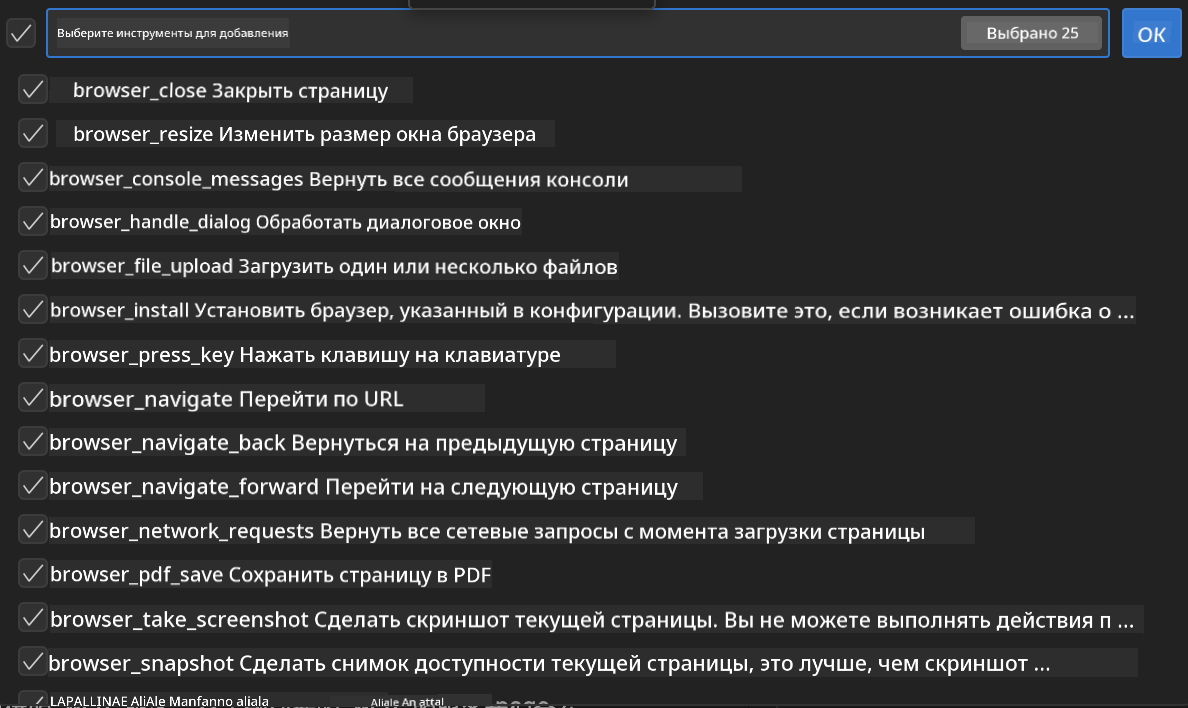 Выберите инструменты для добавления
Выбрано 25
OK
browser_close Закрыть страницу
browser_resize Изменить размер окна браузера
browser_console_messages Вернуть все сообщения консоли
browser_handle_dialog Обработать диалоговое окно
browser_file_upload Загрузить один или несколько файлов
browser_install Установить браузер, указанный в конфигурации. Вызовите это, если возникает ошибка о ...
browser_press_key Нажать клавишу на клавиатуре
browser_navigate Перейти по URL
browser_navigate_back Вернуться на предыдущую страницу
browser_navigate_forward Перейти на следующую страницу
browser_network_requests Вернуть все сетевые запросы с момента загрузки страницы
browser_pdf_save Сохранить страницу в PDF
browser_take_screenshot Сделать скриншот текущей страницы. Вы не можете выполнять действия п ...
browser_snapshot Сделать снимок доступности текущей страницы, это лучше, чем скриншот ...
LAPALLINAE AliAle Manfanno aliala